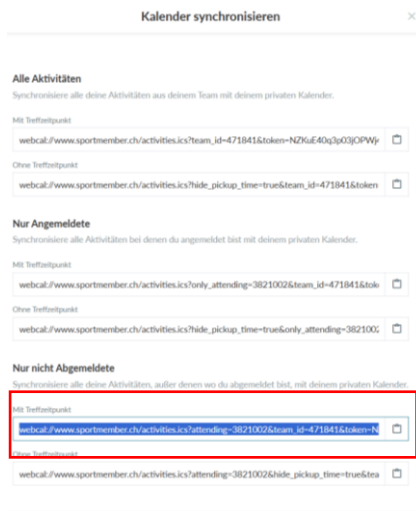 Kalender synchronisieren
Alle Aktivitäten
Synchronisiere alle deine Aktivitäten aus deinem Team mit deinem privaten Kalender.
Mit Treffzeitpunkt
webcal://www.sportmember.ch/activities.ics?team_id=471841&token=NZKuE40q3p03jOPWj
Ohne Treffzeitpunkt
webcal://www.sportmember.ch/activities.ics?hide_pickup_time=true&team_id=471841&token
Nur Angemeldete
Synchronisiere alle Aktivitäten bei denen du angemeldet bist mit deinem privaten Kalender.
Mit Treffzeitpunkt
webcal://www.sportmember.ch/activities.ics?only_attending=3821002&team_id=471841&tok
Ohne Treffzeitpunkt
webcal://www.sportmember.ch/activities.ics?hide_pickup_time=true&only_attending=3821002
Nur nicht Abgemeldete
Synchronisiere alle deine Aktivitäten, außer denen wo du abgemeldet bist, mit deinem privaten Kalender.
Mit Treffzeitpunkt
webcal://www.sportmember.ch/activities.ics?attending=3821002&team_id=471841&token=N
Ohne Treffzeitpunkt
webcal://www.sportmember.ch/activities.ics?attending=3821002&hide_pickup_time=true&tea